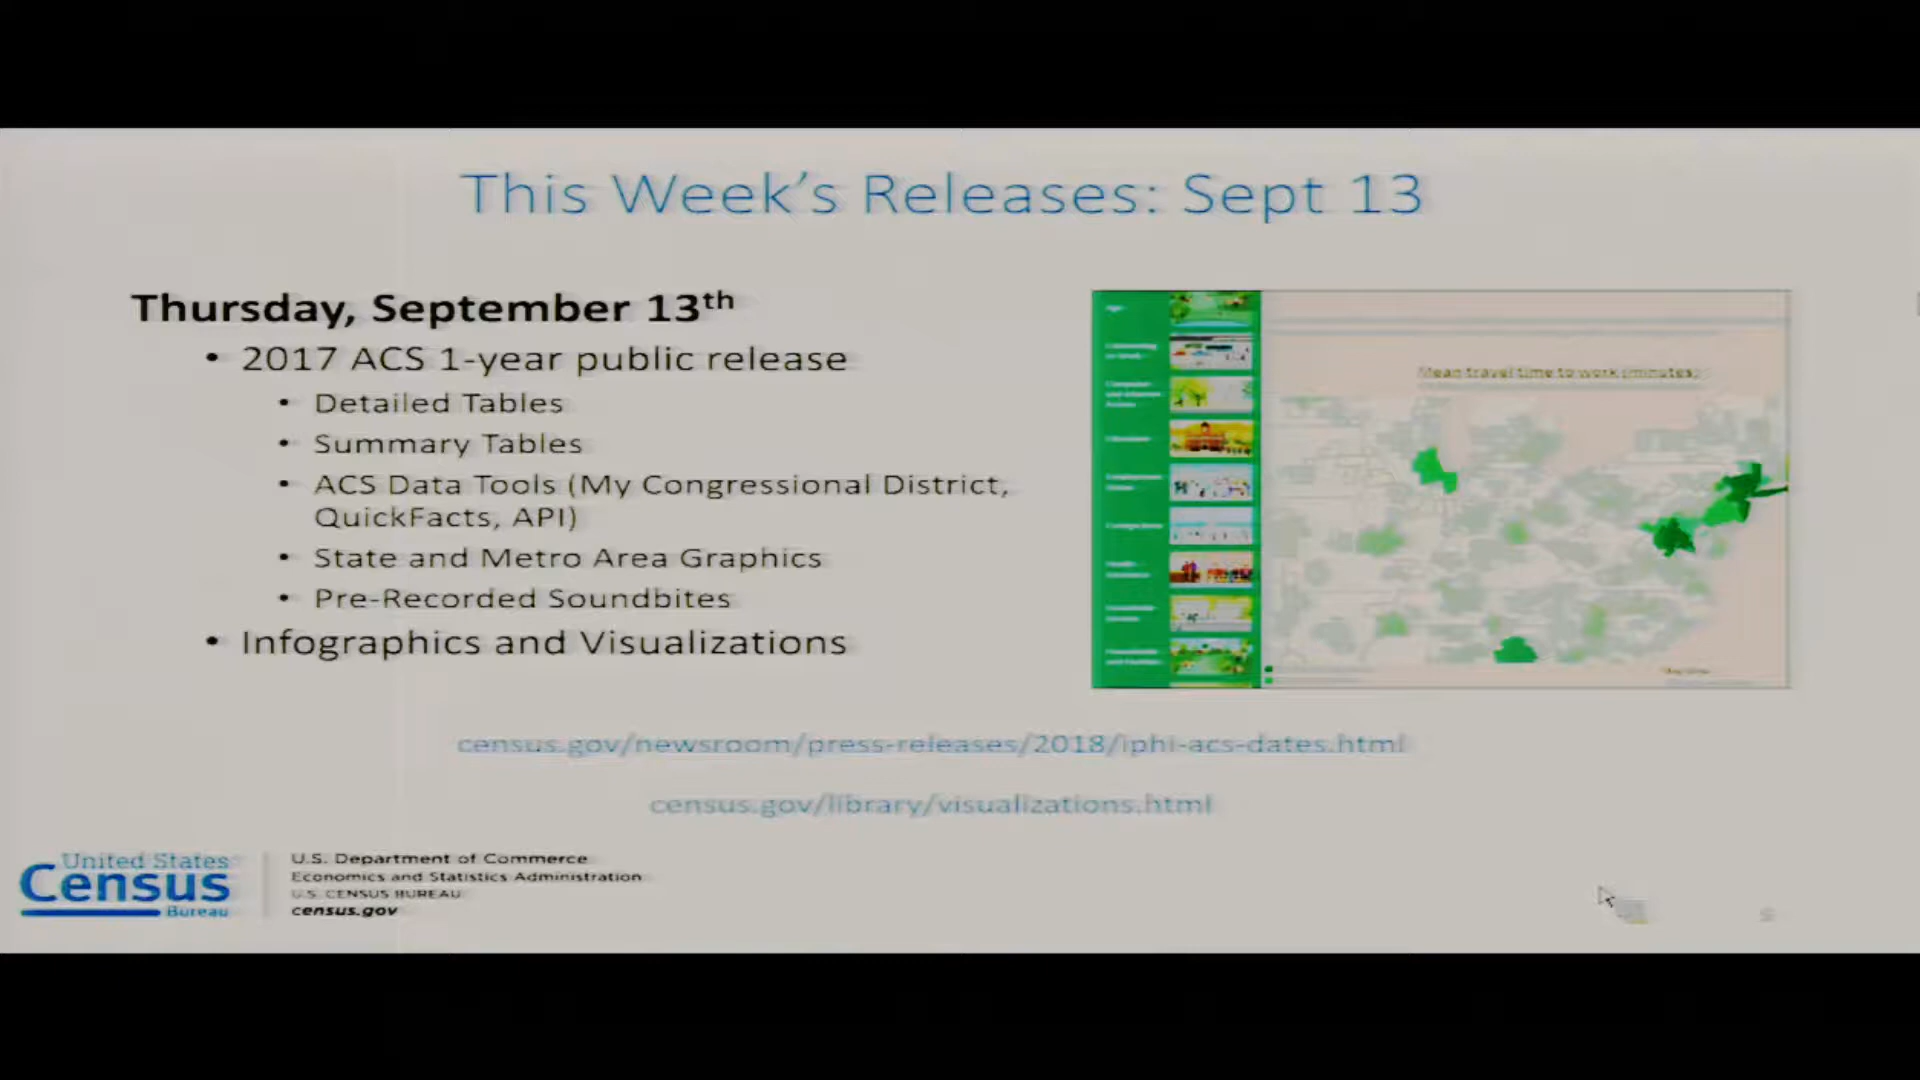 This Week's Releases: Sept 13
Thursday, September 13th
• 2017 ACS 1-year public release
• Detailed Tables
• Summary Tables
• ACS Data Tools (My Congressional District,
QuickFacts, API)
• State and Metro Area Graphics
• Pre-Recorded Soundbites
• Infographics and Visualizations
Mean travel time to work (minutes)
census.gov/newsroom/press-releases/2018/iphi-acs-dates.html
census.gov/library/visualizations.html
United States
Census
Bureau
U.S. Department of Commerce
Economics and Statistics Administration
U.S. CENSUS BUREAU
census.gov